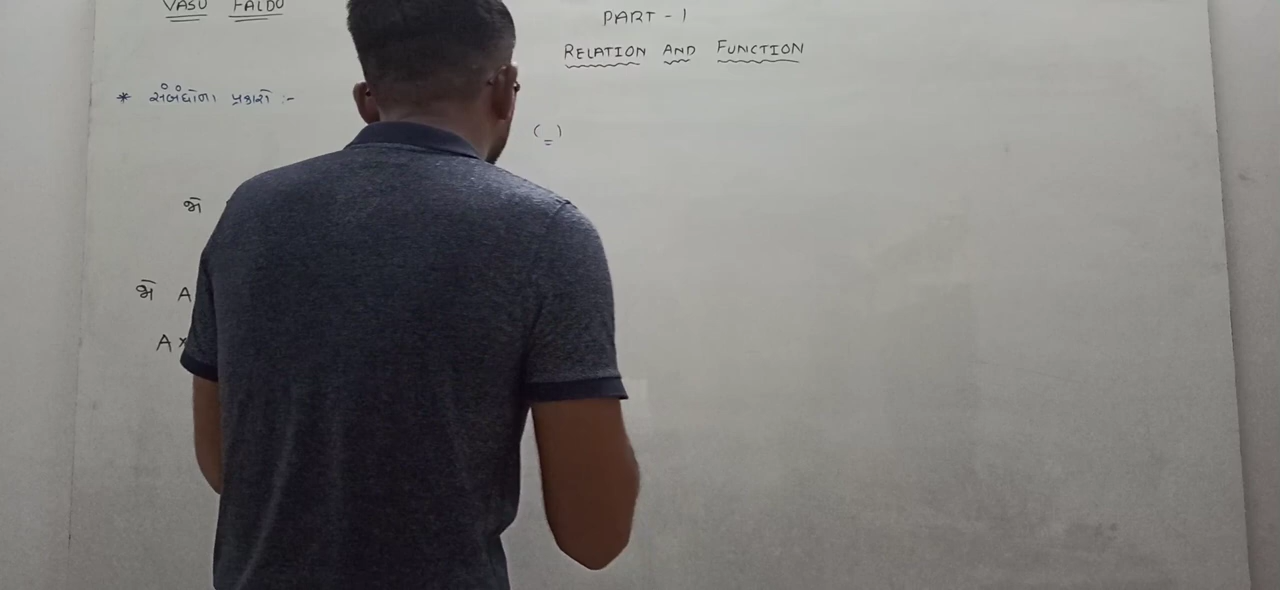 VASU FALDU
PART - 1
RELATION AND FUNCTION
* સંબંધોના પ્રકારો :-
( _ )
જો
જો A
A ×